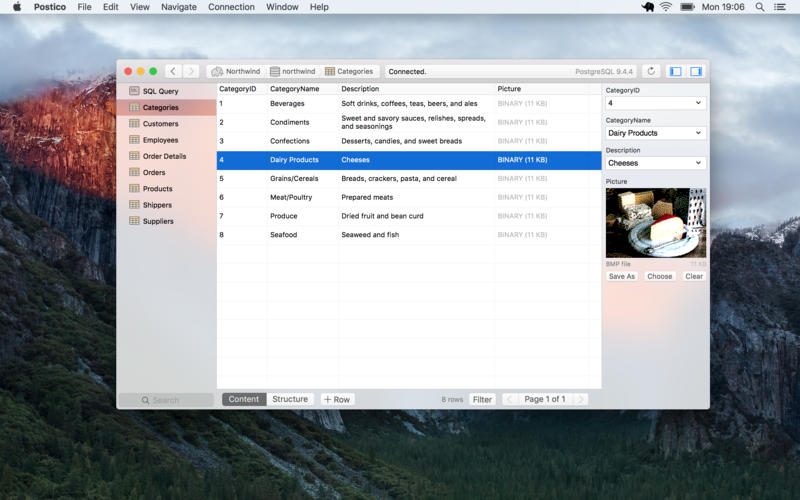 Postico File Edit View Navigate Connection Window Help Mon 19:06
Northwind northwind Categories Connected. PostgreSQL 9.4.4
SQL Query
Categories
Customers
Employees
Order Details
Orders
Products
Shippers
Suppliers
Search
CategoryID CategoryName Description Picture
1 Beverages Soft drinks, coffees, teas, beers, and ales BINARY (11 KB)
2 Condiments Sweet and savory sauces, relishes, spreads, and seasonings BINARY (11 KB)
3 Confections Desserts, candies, and sweet breads BINARY (11 KB)
4 Dairy Products Cheeses BINARY (11 KB)
5 Grains/Cereals Breads, crackers, pasta, and cereal BINARY (11 KB)
6 Meat/Poultry Prepared meats BINARY (11 KB)
7 Produce Dried fruit and bean curd BINARY (11 KB)
8 Seafood Seaweed and fish BINARY (11 KB)
Content Structure + Row 8 rows Filter Page 1 of 1
CategoryID
4
CategoryName
Dairy Products
Description
Cheeses
Picture
BMP file 11 KB
Save As Choose Clear